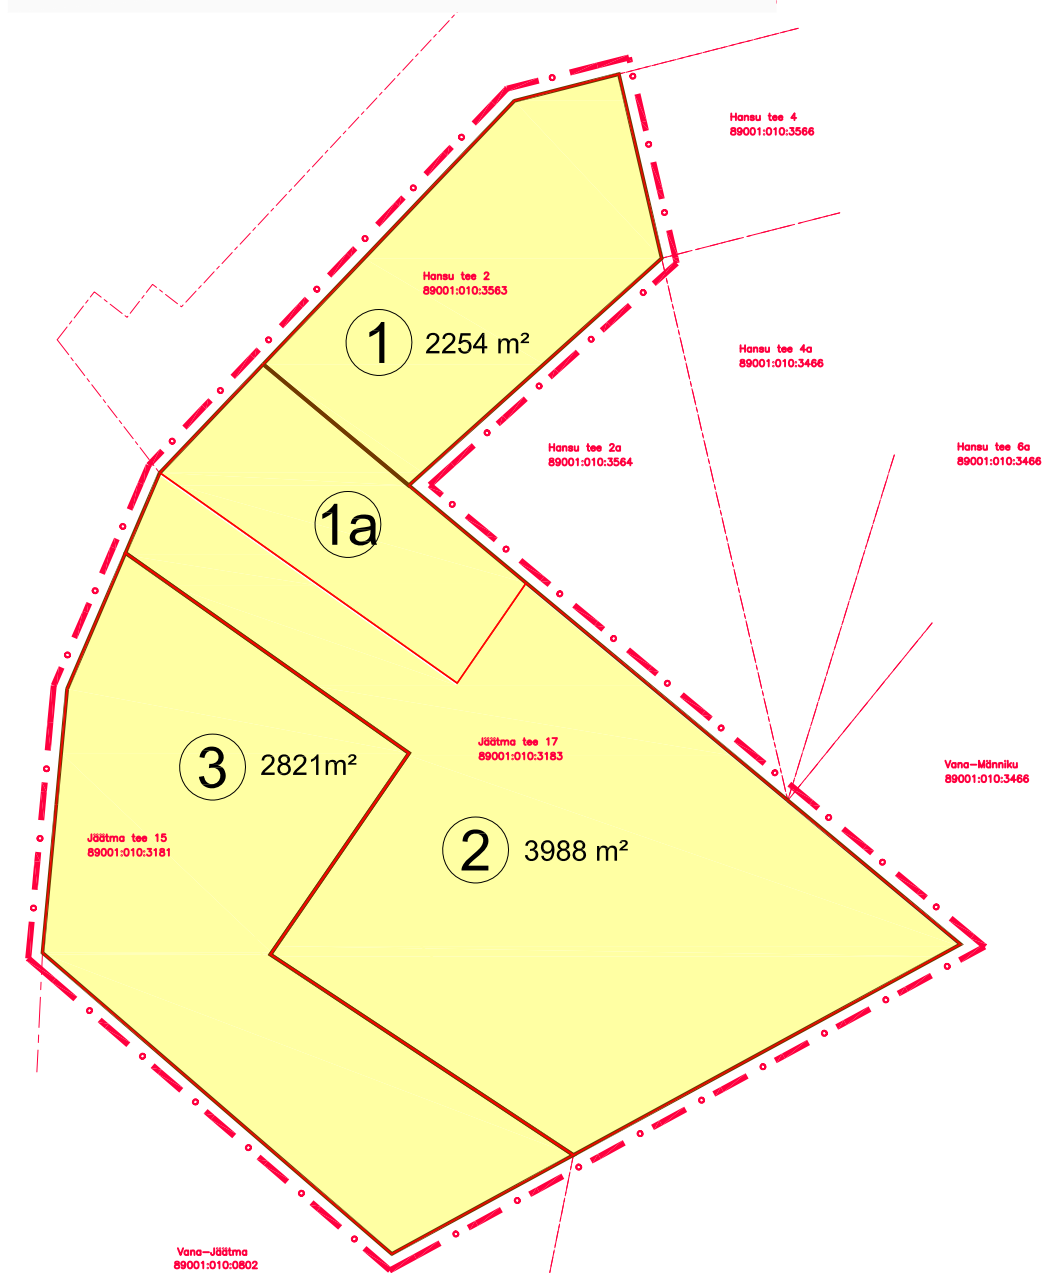 Hansu tee 4
89001:010:3566
Hansu tee 2
89001:010:3563
1
2254 m²
Hansu tee 4a
89001:010:3466
Hansu tee 2a
89001:010:3564
Hansu tee 6a
89001:010:3466
1a
Jäätma tee 17
89001:010:3183
3
2821m²
Vana-Männiku
89001:010:3466
Jäätma tee 15
89001:010:3181
2
3988 m²
Vana-Jäätma
89001:010:0802